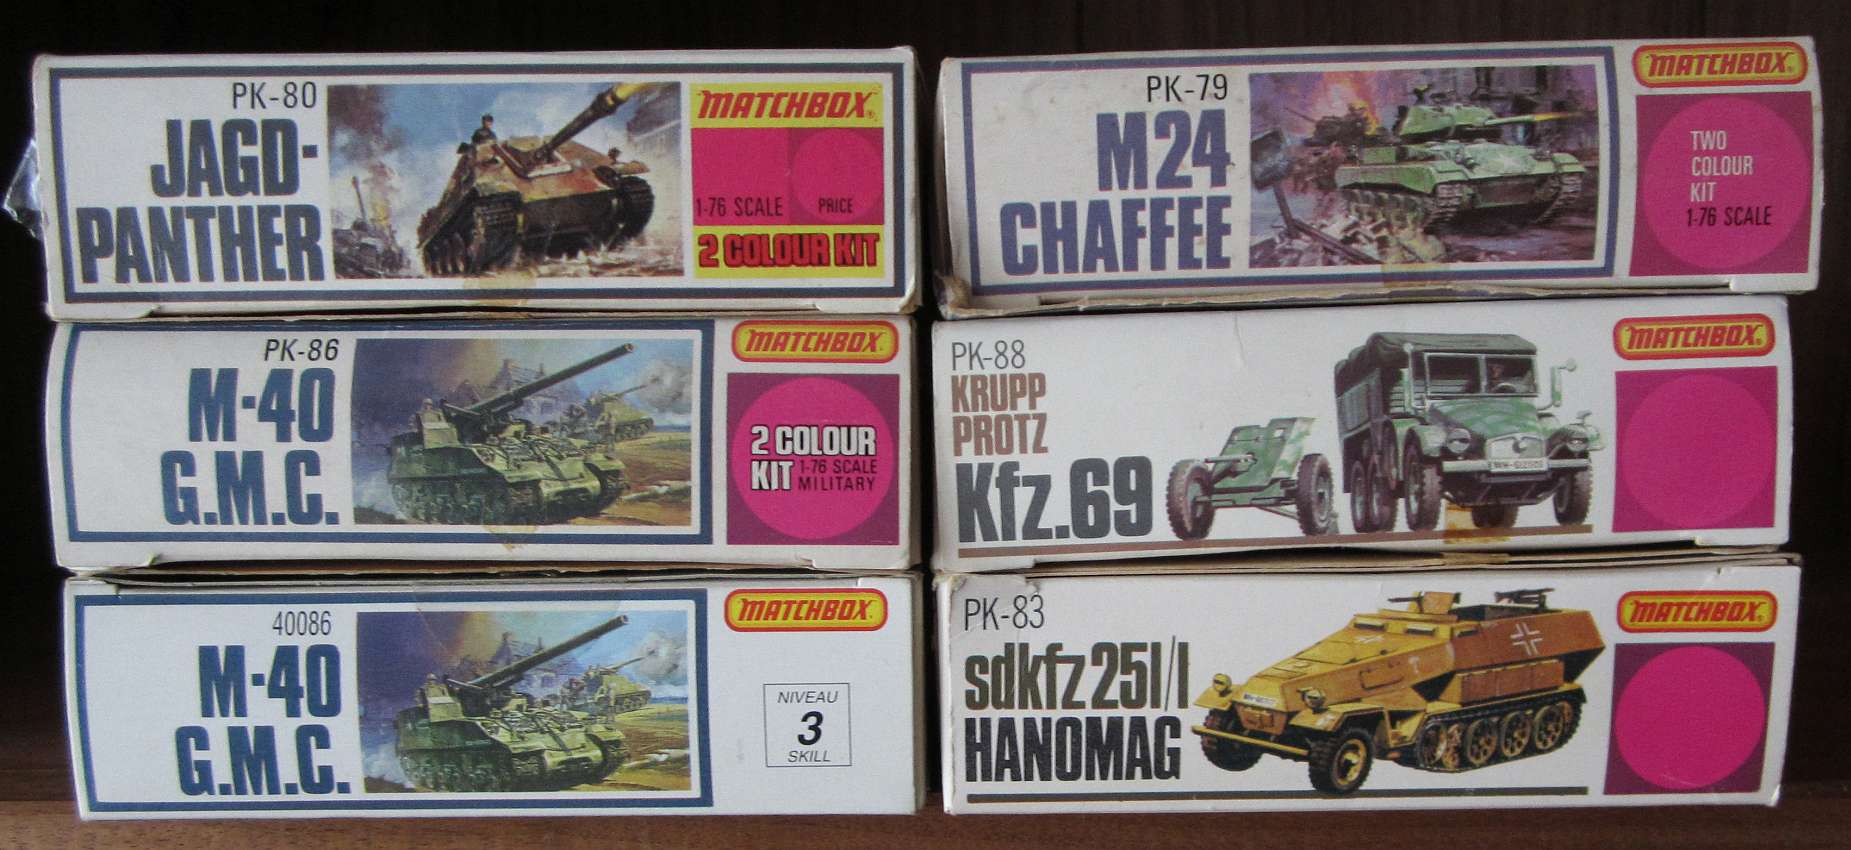 PK-80
JAGD-
PANTHER
MATCHBOX®
1-76 SCALE
PRICE
2 COLOUR KIT
PK-79
M24
CHAFFEE
MATCHBOX®
TWO
COLOUR
KIT
1-76 SCALE
PK-86
M-40
G.M.C.
MATCHBOX®
2 COLOUR
KIT 1-76 SCALE
MILITARY
PK-88
KRUPP
PROTZ
Kfz.69
MATCHBOX®
40086
M-40
G.M.C.
MATCHBOX®
NIVEAU
3
SKILL
PK-83
sdkfz251/1
HANOMAG
MATCHBOX®